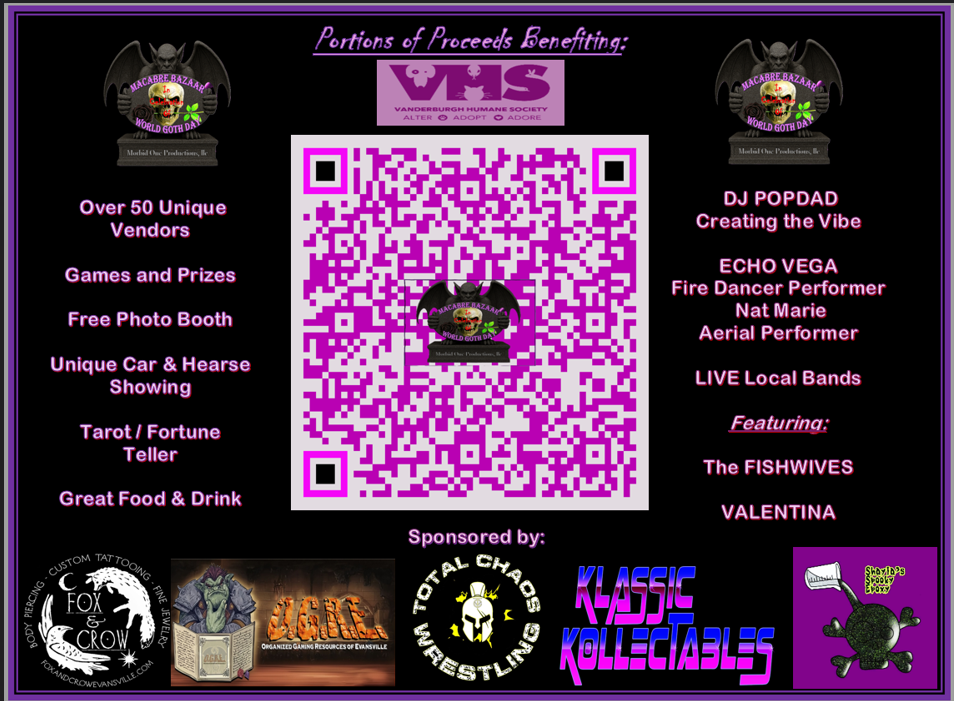 Portions of Proceeds Benefiting:
VHS
VANDERBURGH HUMANE SOCIETY
ALTER ADOPT ADORE
MACABRE BAZAAR
WORLD GOTH DAY
Morbid One Productions, llc
MACABRE BAZAAR
WORLD GOTH DAY
Morbid One Productions, llc
Over 50 Unique
Vendors
Games and Prizes
Free Photo Booth
Unique Car & Hearse
Showing
Tarot / Fortune
Teller
Great Food & Drink
MACABRE BAZAAR
WORLD GOTH DAY
Morbid One Productions, llc
DJ POPDAD
Creating the Vibe
ECHO VEGA
Fire Dancer Performer
Nat Marie
Aerial Performer
LIVE Local Bands
Featuring:
The FISHWIVES
VALENTINA
Sponsored by:
BODY PIERCING · CUSTOM TATTOOING · FINE JEWELRY
FOX
&
CROW
FOXANDCROWEVANSVILLE.COM
O.G.R.E.
ORGANIZED GAMING RESOURCES OF EVANSVILLE
TOTAL CHAOS
WRESTLING
KLASSIC
KOLLECTABLES
Spooky
Epoxy